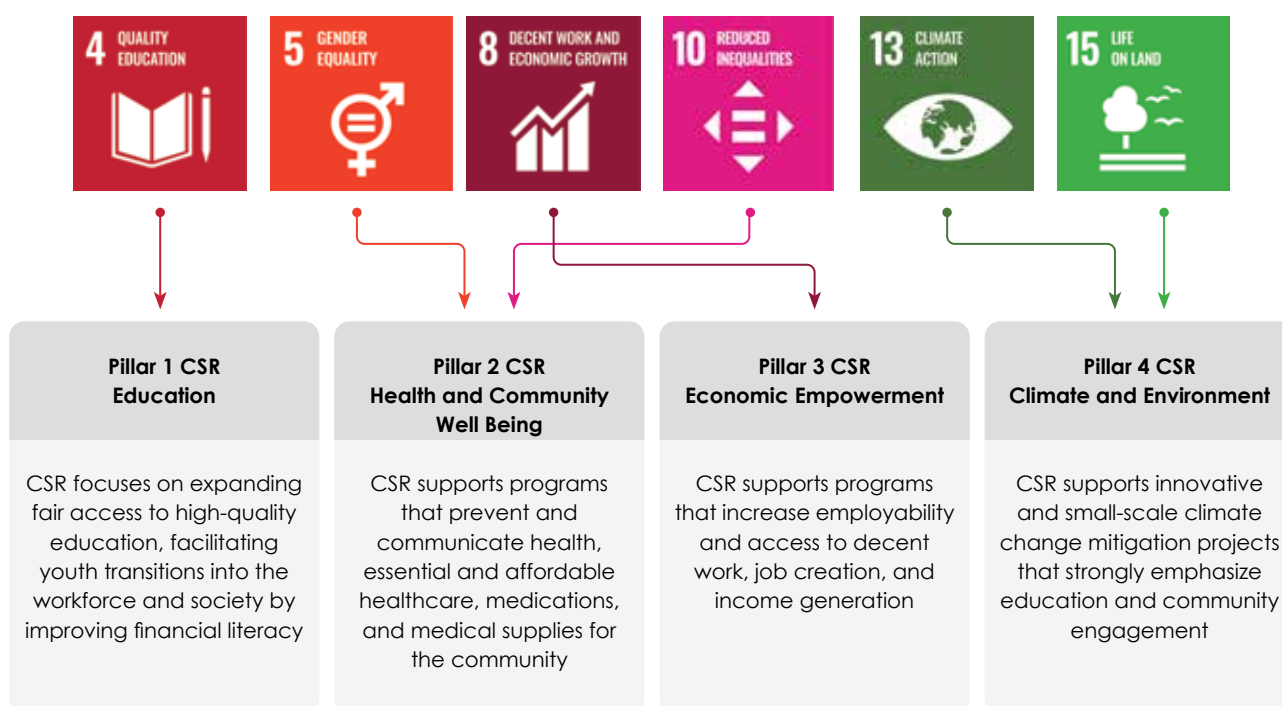 4 QUALITY
EDUCATION
5 GENDER
EQUALITY
8 DECENT WORK AND
ECONOMIC GROWTH
10 REDUCED
INEQUALITIES
13 CLIMATE
ACTION
15 LIFE
ON LAND
Pillar 1 CSR
Education
CSR focuses on expanding
fair access to high-quality
education, facilitating
youth transitions into the
workforce and society by
improving financial literacy
Pillar 2 CSR
Health and Community
Well Being
CSR supports programs
that prevent and
communicate health,
essential and affordable
healthcare, medications,
and medical supplies for
the community
Pillar 3 CSR
Economic Empowerment
CSR supports programs
that increase employability
and access to decent
work, job creation, and
income generation
Pillar 4 CSR
Climate and Environment
CSR supports innovative
and small-scale climate
change mitigation projects
that strongly emphasize
education and community
engagement